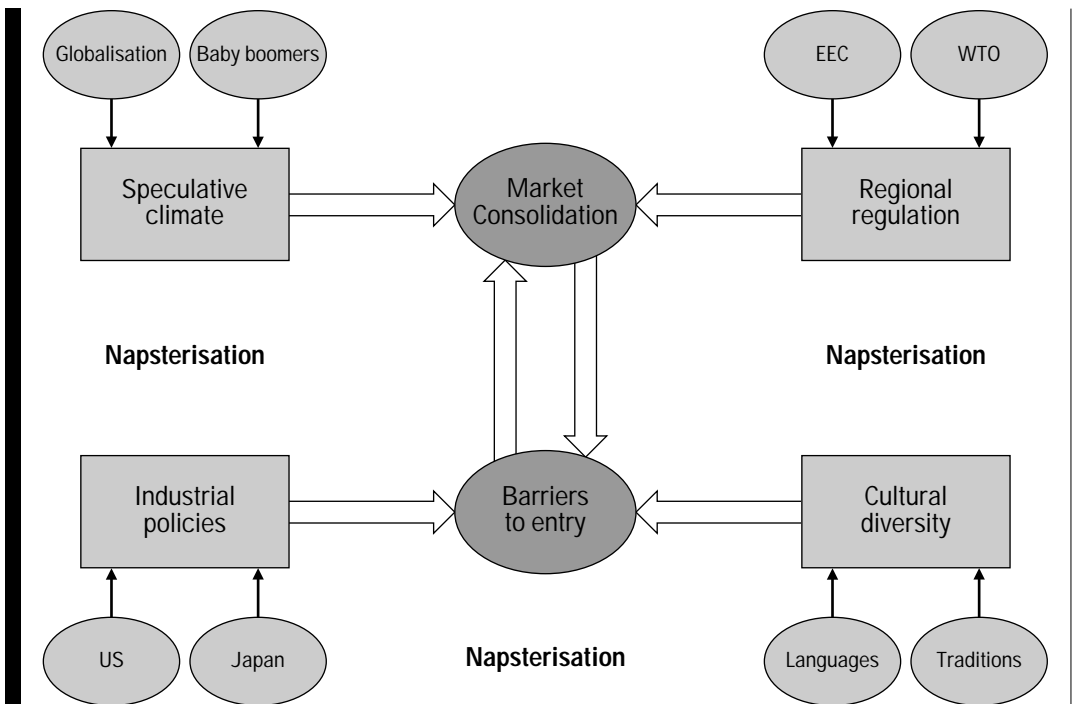 Globalisation
Baby boomers
EEC
WTO
Speculative
climate
Market
Consolidation
Regional
regulation
Napsterisation
Napsterisation
Industrial
policies
Barriers
to entry
Cultural
diversity
US
Japan
Napsterisation
Languages
Traditions